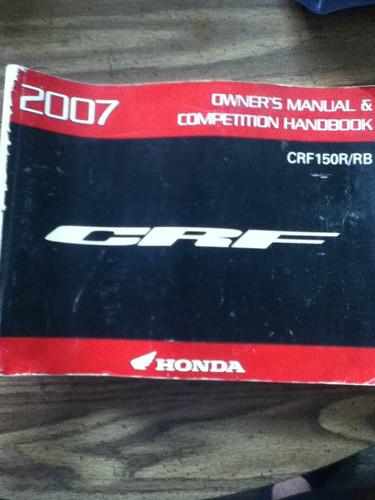 2007
OWNER'S MANUAL &
COMPETITION HANDBOOK
CRF150R/RB
CRF
HONDA